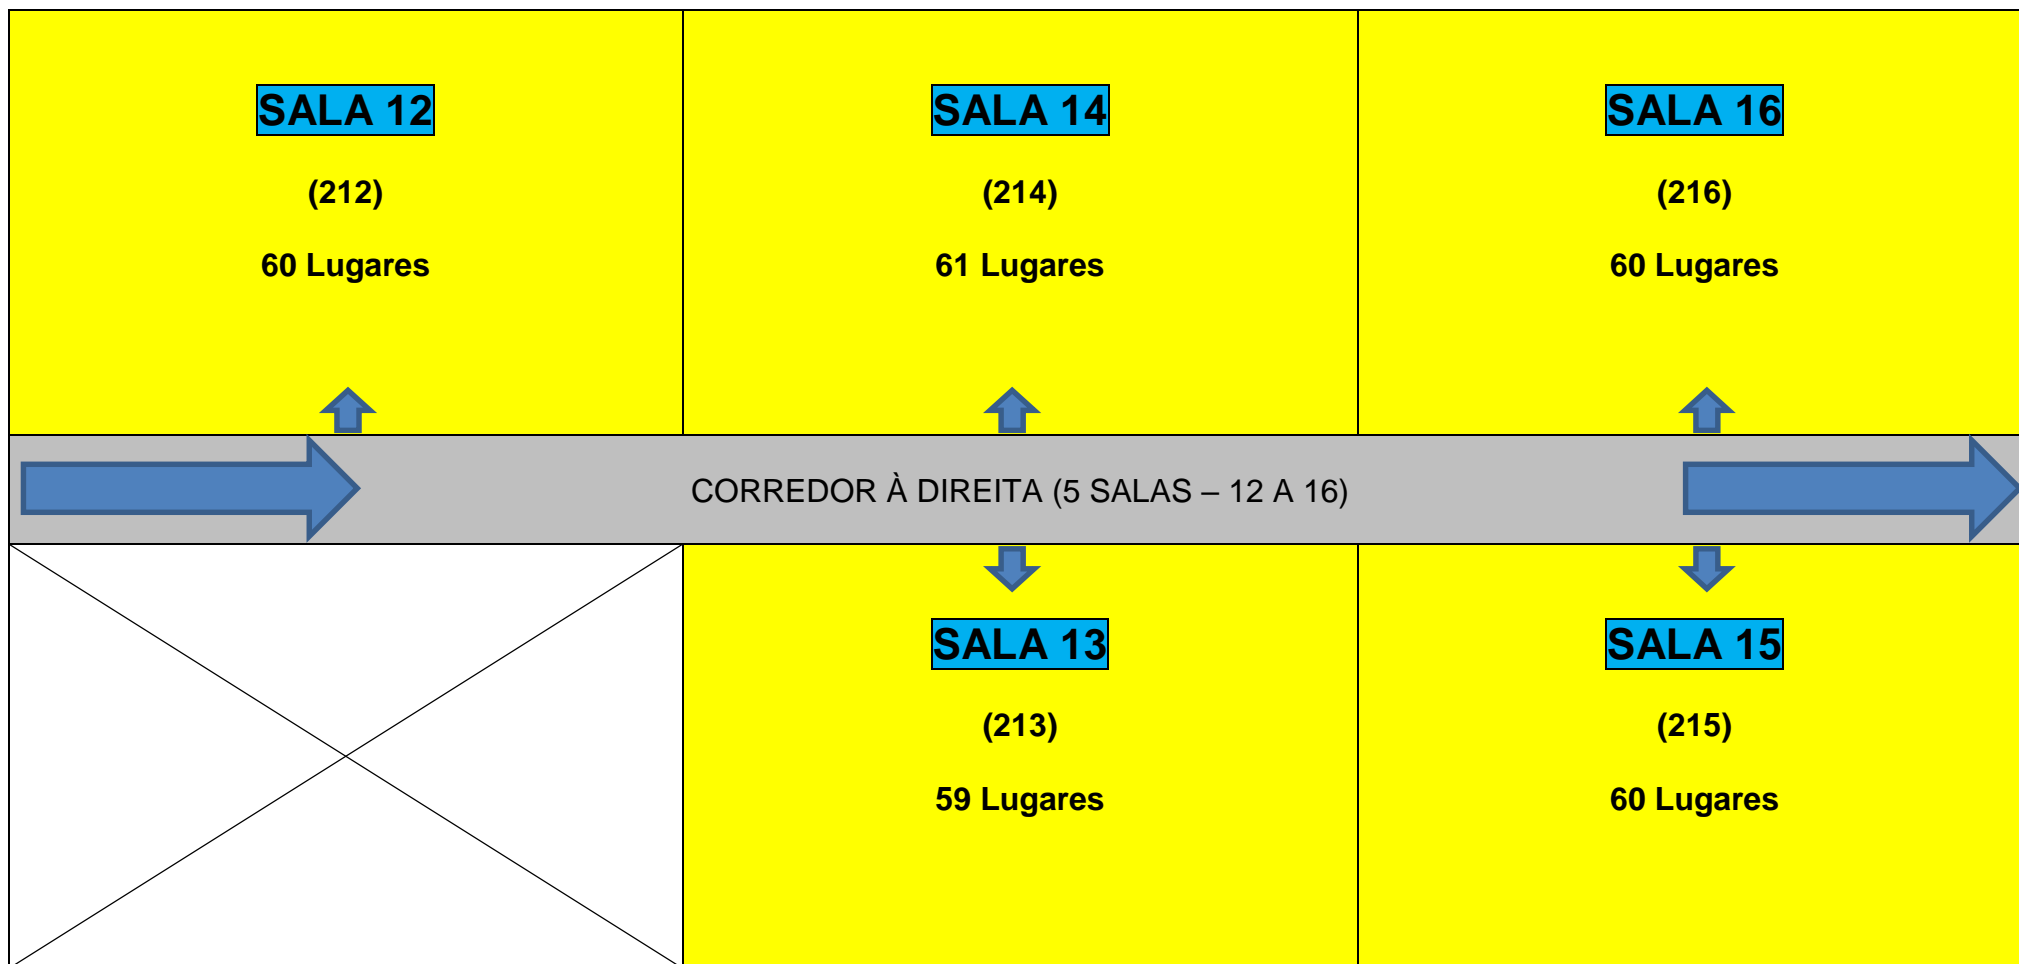 SALA 12
(212)
60 Lugares
SALA 14
(214)
61 Lugares
SALA 16
(216)
60 Lugares
CORREDOR À DIREITA (5 SALAS – 12 A 16)
SALA 13
(213)
59 Lugares
SALA 15
(215)
60 Lugares